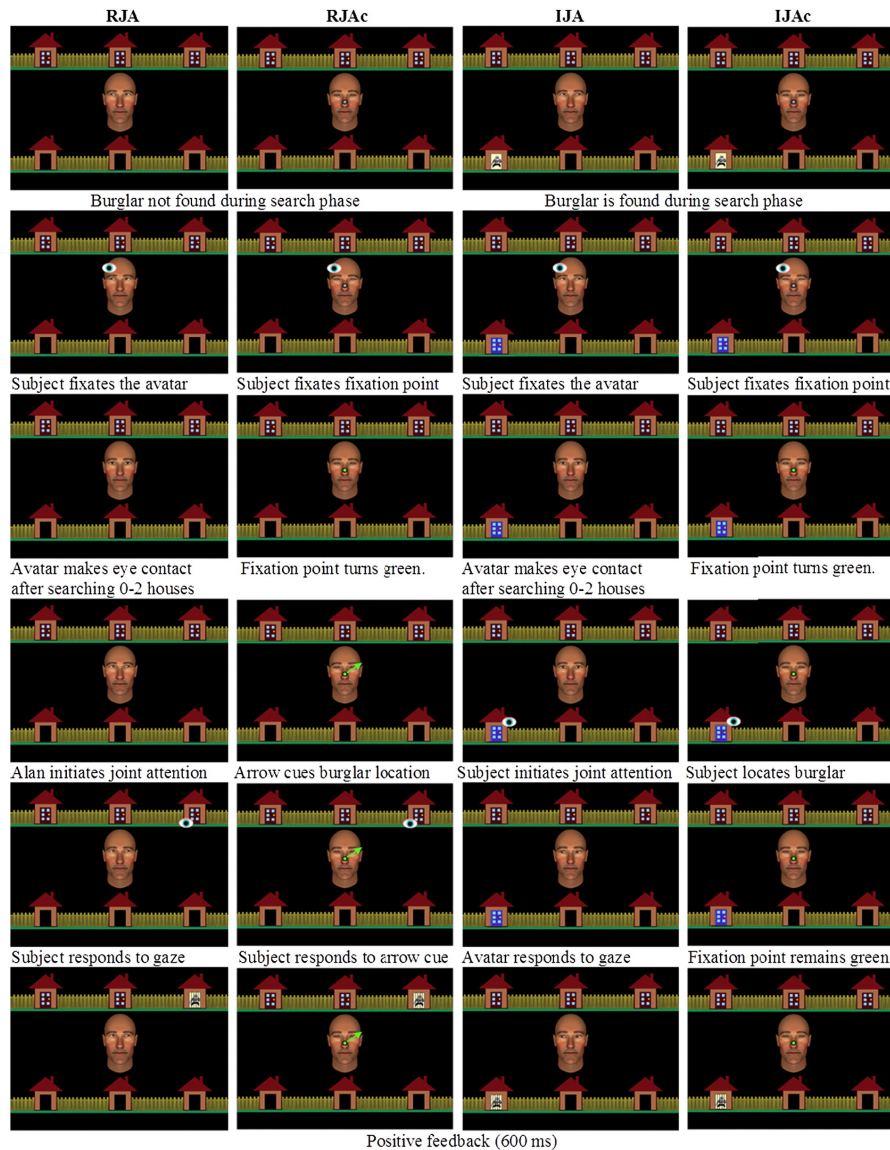 RJA RJAc IJA IJAc
Burglar not found during search phase Burglar is found during search phase
Subject fixates the avatar Subject fixates fixation point Subject fixates the avatar Subject fixates fixation point
Avatar makes eye contact Fixation point turns green. Avatar makes eye contact Fixation point turns green.
after searching 0-2 houses after searching 0-2 houses
Alan initiates joint attention Arrow cues burglar location Subject initiates joint attention Subject locates burglar
Subject responds to gaze Subject responds to arrow cue Avatar responds to gaze Fixation point remains green
Positive feedback (600 ms)